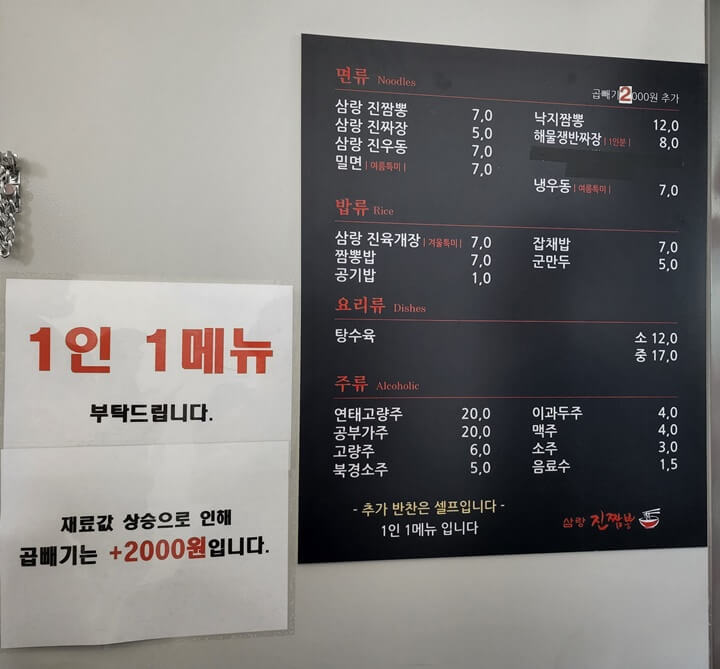 면류 Noodles
곱빼기 2000원 추가
삼랑 진짬뽕 7,0
삼랑 진짜장 5,0
삼랑 진우동 7,0
밀면 |여름특미| 7,0
낙지짬뽕 12,0
해물쟁반짜장 |1인분| 8,0
냉우동 |여름특미| 7,0
밥류 Rice
삼랑 진육개장 |겨울특미| 7,0
짬뽕밥 7,0
공기밥 1,0
잡채밥 7,0
군만두 5,0
요리류 Dishes
탕수육 소 12,0
중 17,0
주류 Alcoholic
연태고량주 20,0
공부가주 20,0
고량주 6,0
북경소주 5,0
이과두주 4,0
맥주 4,0
소주 3,0
음료수 1,5
- 추가 반찬은 셀프입니다 -
1인 1메뉴 입니다
삼랑 진짬뽕
1인 1메뉴
부탁드립니다.
재료값 상승으로 인해
곱빼기는 +2000원입니다.